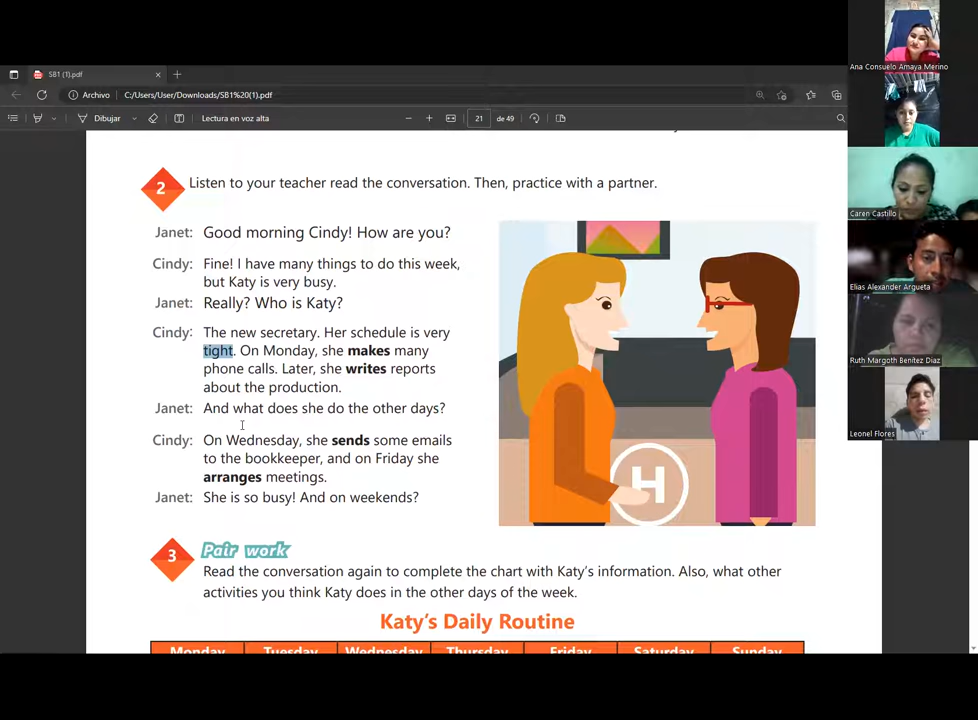 SB1 (1).pdf
Archivo C:/Users/User/Downloads/SB1%20(1).pdf
Dibujar Lectura en voz alta 21 de 49
2 Listen to your teacher read the conversation. Then, practice with a partner.
Janet: Good morning Cindy! How are you?
Cindy: Fine! I have many things to do this week,
but Katy is very busy.
Janet: Really? Who is Katy?
Cindy: The new secretary. Her schedule is very
tight. On Monday, she makes many
phone calls. Later, she writes reports
about the production.
Janet: And what does she do the other days?
Cindy: On Wednesday, she sends some emails
to the bookkeeper, and on Friday she
arranges meetings.
Janet: She is so busy! And on weekends?
H
3 Pair work
Read the conversation again to complete the chart with Katy's information. Also, what other
activities you think Katy does in the other days of the week.
Katy's Daily Routine
Monday Tuesday Wednesday Thursday Friday Saturday Sunday
Ana Consuelo Amaya Merino
Caren Castillo
Elias Alexander Argueta
Ruth Margoth Benítez Diaz
Leonel Flores